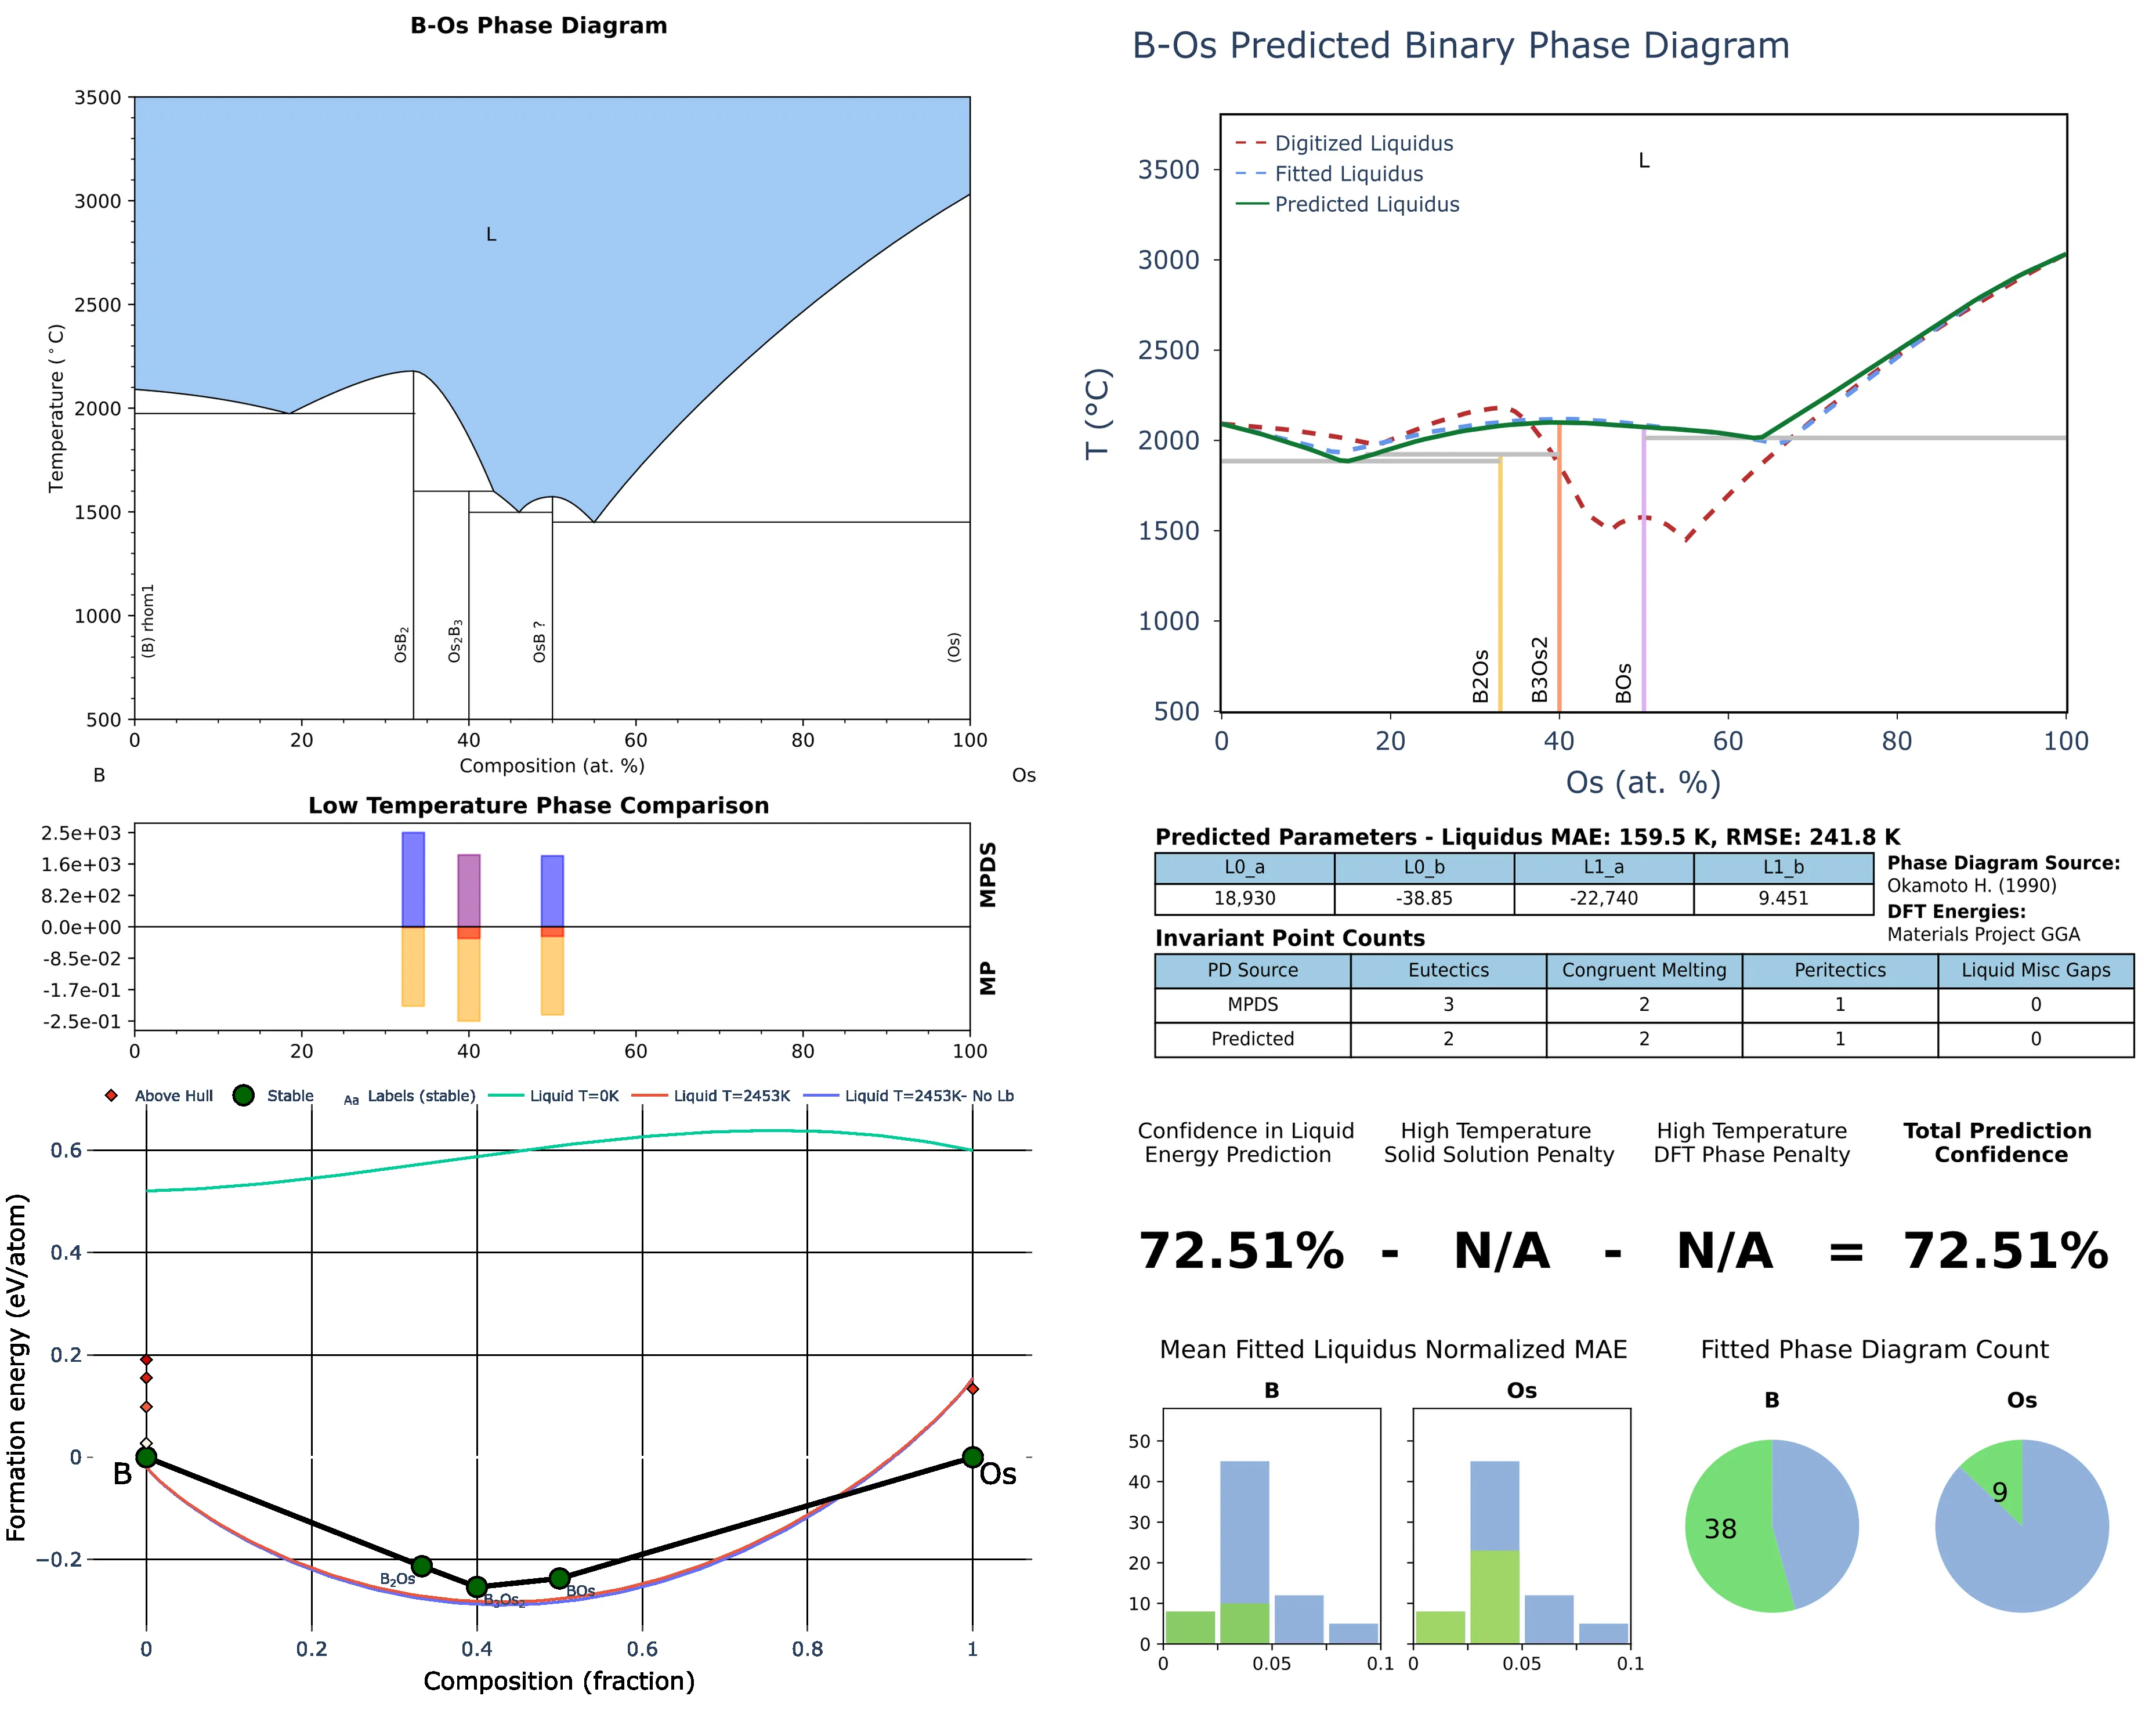 B-Os Phase Diagram
3500
3000
2500
2000
1500
1000
500
Temperature (°C)
L
(B) rhom1
OsB2
Os2B3
OsB ?
(Os)
0 20 40 60 80 100
Composition (at. %)
B Os
B-Os Predicted Binary Phase Diagram
Digitized Liquidus
Fitted Liquidus
Predicted Liquidus
L
3500
3000
2500
2000
1500
1000
500
T (°C)
B2Os
B3Os2
BOs
0 20 40 60 80 100
Os (at. %)
Low Temperature Phase Comparison
2.5e+03
1.6e+03
8.2e+02
0.0e+00
-8.5e-02
-1.7e-01
-2.5e-01
MPDS
MP
0 20 40 60 80 100
Predicted Parameters - Liquidus MAE: 159.5 K, RMSE: 241.8 K
L0_a L0_b L1_a L1_b
18,930 -38.85 -22,740 9.451
Phase Diagram Source:
Okamoto H. (1990)
DFT Energies:
Materials Project GGA
Invariant Point Counts
PD Source Eutectics Congruent Melting Peritectics Liquid Misc Gaps
MPDS 3 2 1 0
Predicted 2 2 1 0
Above Hull Stable Aa Labels (stable) Liquid T=0K Liquid T=2453K Liquid T=2453K- No Lb
0.6
0.4
0.2
0
−0.2
Formation energy (eV/atom)
B
Os
B2Os
B3Os2
BOs
0 0.2 0.4 0.6 0.8 1
Composition (fraction)
Confidence in Liquid
Energy Prediction
High Temperature
Solid Solution Penalty
High Temperature
DFT Phase Penalty
Total Prediction
Confidence
72.51% - N/A - N/A = 72.51%
Mean Fitted Liquidus Normalized MAE
B Os
50
40
30
20
10
0
0 0.05 0.1
0 0.05 0.1
Fitted Phase Diagram Count
B Os
38
9